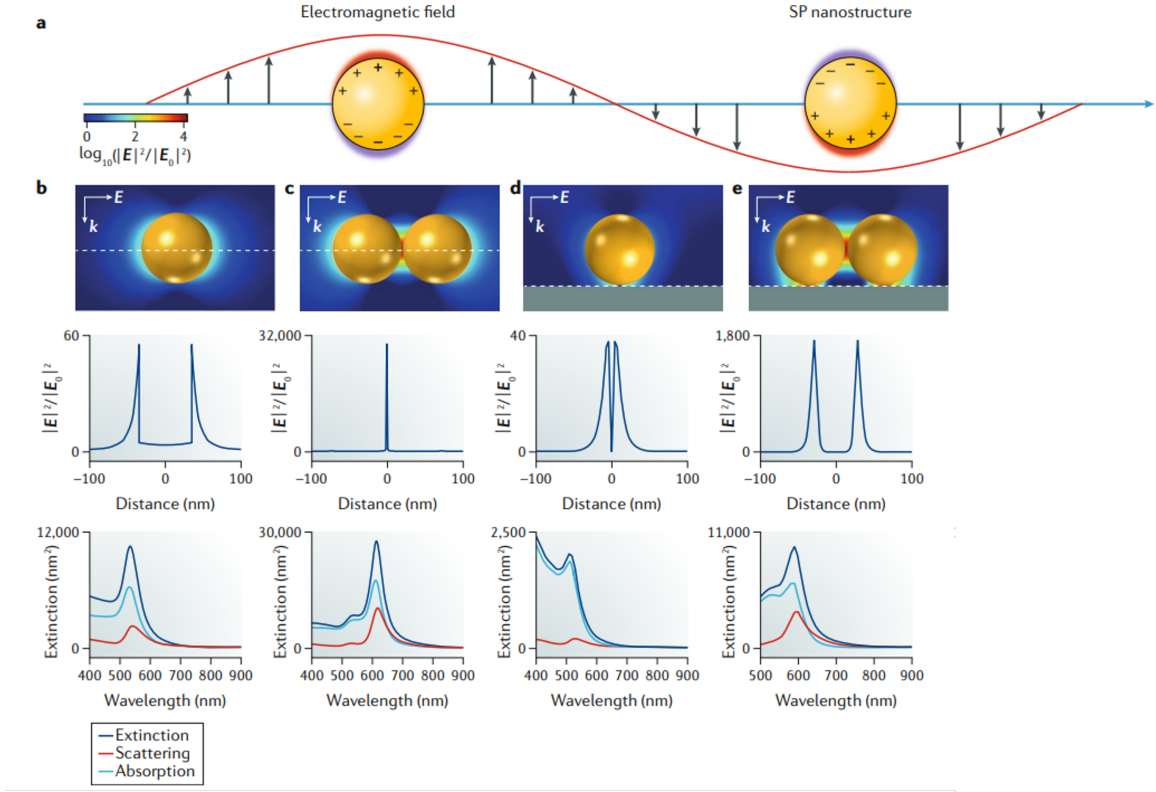 a
Electromagnetic field
SP nanostructure
+ + + + +
− − − − −
− − − − −
+ + + + + +
0 2 4
log₁₀(|E|²/|E₀|²)
b
E
k
c
E
k
d
E
k
e
E
k
|E|²/|E₀|²
60
0
−100 0 100
Distance (nm)
|E|²/|E₀|²
32,000
0
−100 0 100
Distance (nm)
|E|²/|E₀|²
40
0
−100 0 100
Distance (nm)
|E|²/|E₀|²
1,800
0
−100 0 100
Distance (nm)
Extinction (nm²)
12,000
0
400 500 600 700 800 900
Wavelength (nm)
Extinction (nm²)
30,000
0
400 500 600 700 800 900
Wavelength (nm)
Extinction (nm²)
2,500
0
400 500 600 700 800 900
Wavelength (nm)
Extinction (nm²)
11,000
0
500 600 700 800 900
Wavelength (nm)
Extinction
Scattering
Absorption